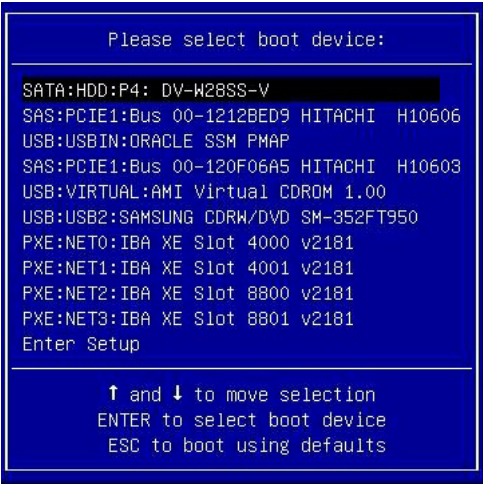 Please select boot device:
SATA:HDD:P4: DV-W28SS-V
SAS:PCIE1:Bus 00-1212BED9 HITACHI  H10606
USB:USBIN:ORACLE SSM PMAP
SAS:PCIE1:Bus 00-120F06A5 HITACHI  H10603
USB:VIRTUAL:AMI Virtual CDROM 1.00
USB:USB2:SAMSUNG CDRW/DVD SM-352FT950
PXE:NET0:IBA XE Slot 4000 v2181
PXE:NET1:IBA XE Slot 4001 v2181
PXE:NET2:IBA XE Slot 8800 v2181
PXE:NET3:IBA XE Slot 8801 v2181
Enter Setup
↑ and ↓ to move selection
ENTER to select boot device
ESC to boot using defaults